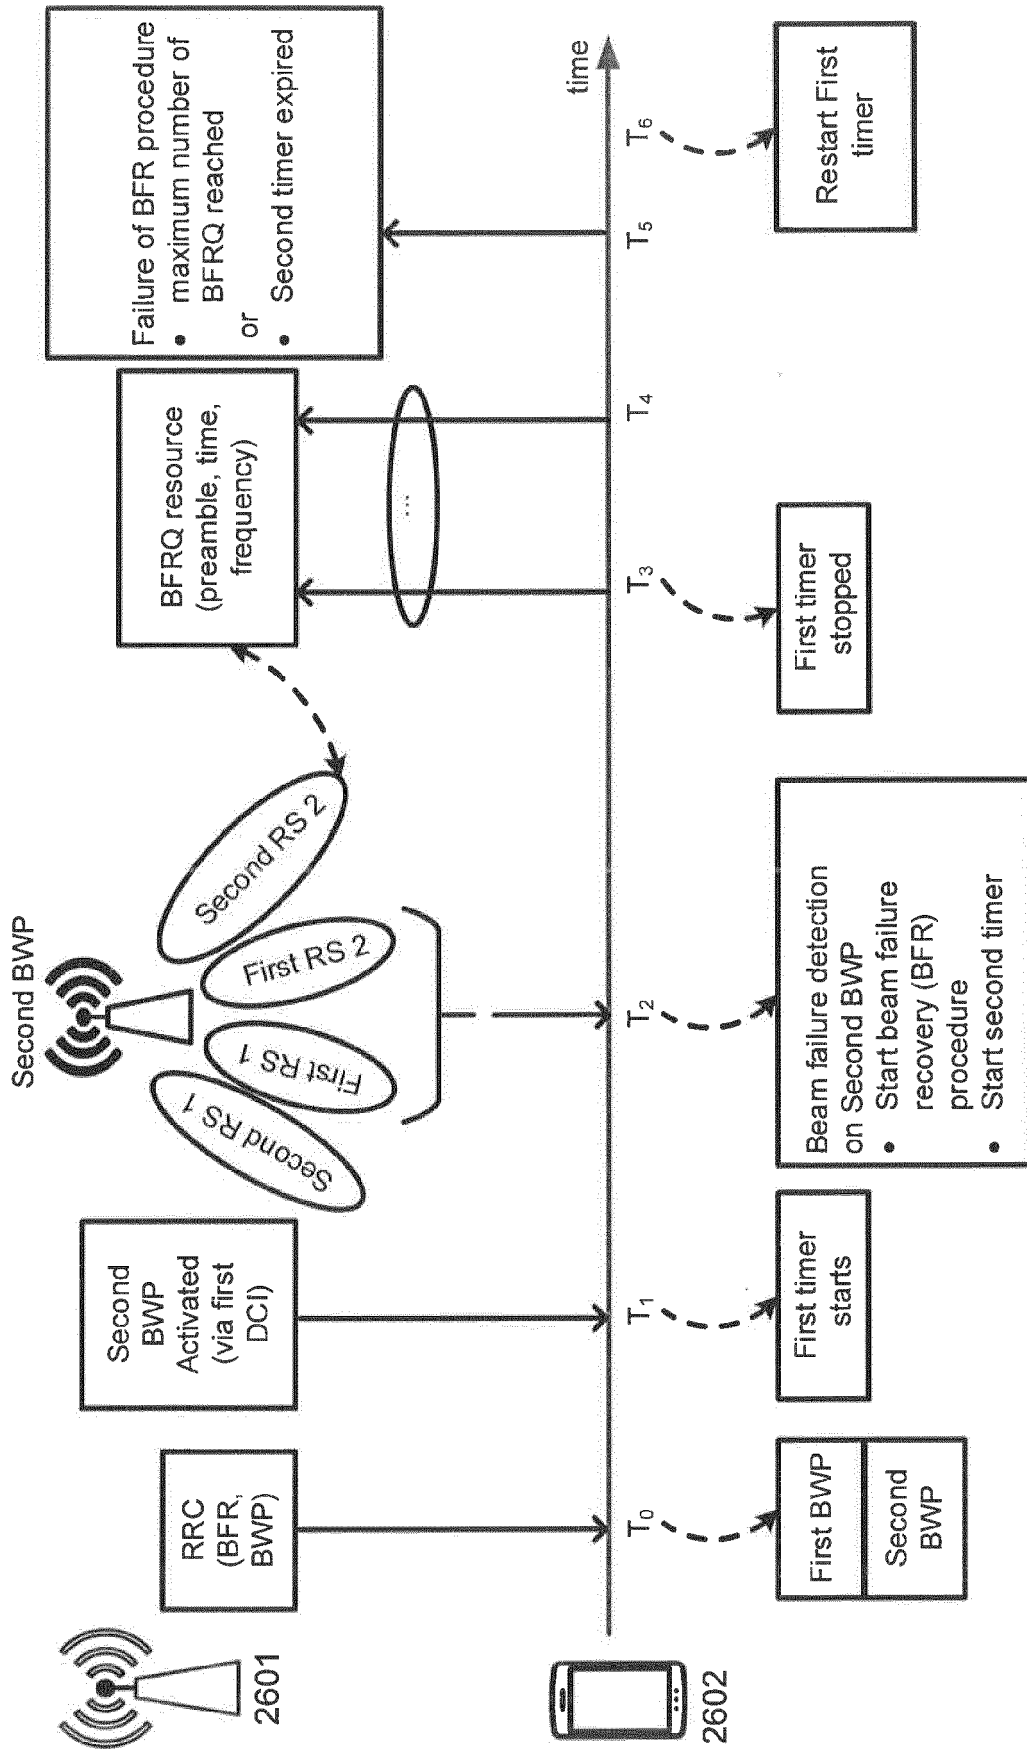 2601
RRC
(BFR,
BWP)
Second
BWP
Activated
(via first
DCI)
Second BWP
Second RS 1
First RS 1
First RS 2
Second RS 2
BFRQ resource
(preamble, time,
frequency)
...
Failure of BFR procedure
• maximum number of
BFRQ reached
or
• Second timer expired
2602
time
T0
T1
T2
T3
T4
T5
T6
First BWP
Second
BWP
First timer
starts
Beam failure detection
on Second BWP
• Start beam failure
recovery (BFR)
procedure
• Start second timer
First timer
stopped
Restart First
timer